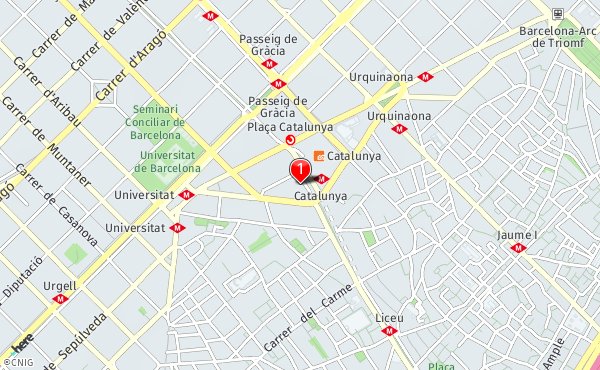 Carrer de Ma
Carrer de Valènc
Carrer d'Aragó
Passeig de
Gràcia
M
Barcelona-Arc
de Triomf
Carrer d'Aribau
Carrer de Muntaner
Urquinaona
M
Passeig de
Gràcia
M
Urquinaona
M
Seminari
Conciliar de
Barcelona
Plaça Catalunya
Catalunya
Universitat
de Barcelona
1
Carrer de Casanova
Universitat
M
M
Catalunya
Universitat
M
Jaume I
M
ago
Diputació
Urgell
M
Carrer del Carme
Liceu
M
here
de Sepúlveda
©CNIG
Plaça
Ample